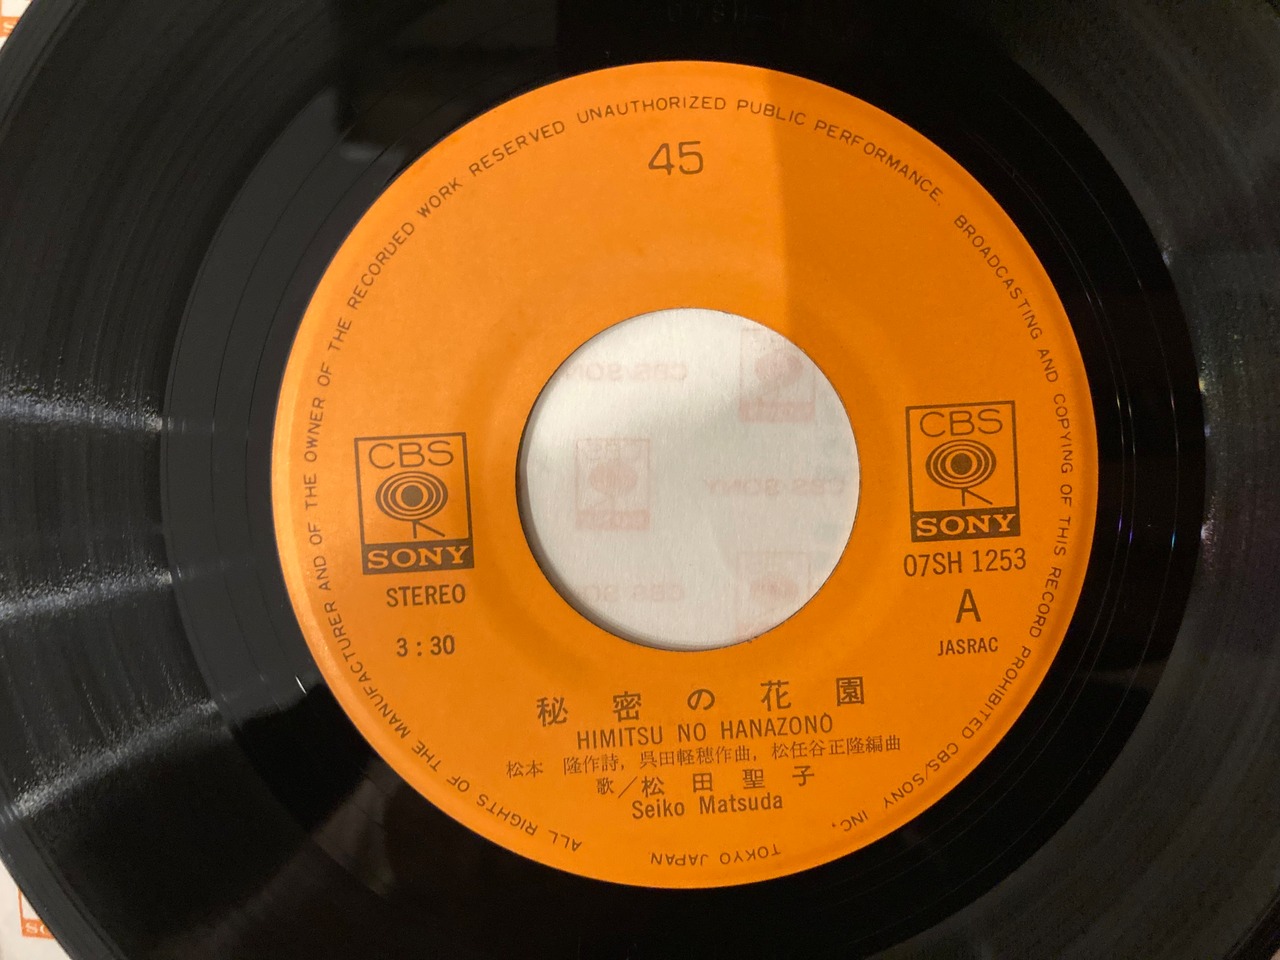 ALL RIGHTS OF THE MANUFACTURER AND OF THE OWNER OF THE RECORDED WORK RESERVED UNAUTHORIZED PUBLIC PERFORMANCE. BROADCASTING AND COPYING OF THIS RECORD PROHIBITED CBS/SONY INC.
TOKYO JAPAN
45
CBS
SONY
STEREO
3:30
CBS
SONY
07SH 1253
A
JASRAC
秘密の花園
HIMITSU NO HANAZONO
松本 隆作詩, 呉田軽穂作曲, 松任谷正隆編曲
歌/松田聖子
Seiko Matsuda
CBS/SONY